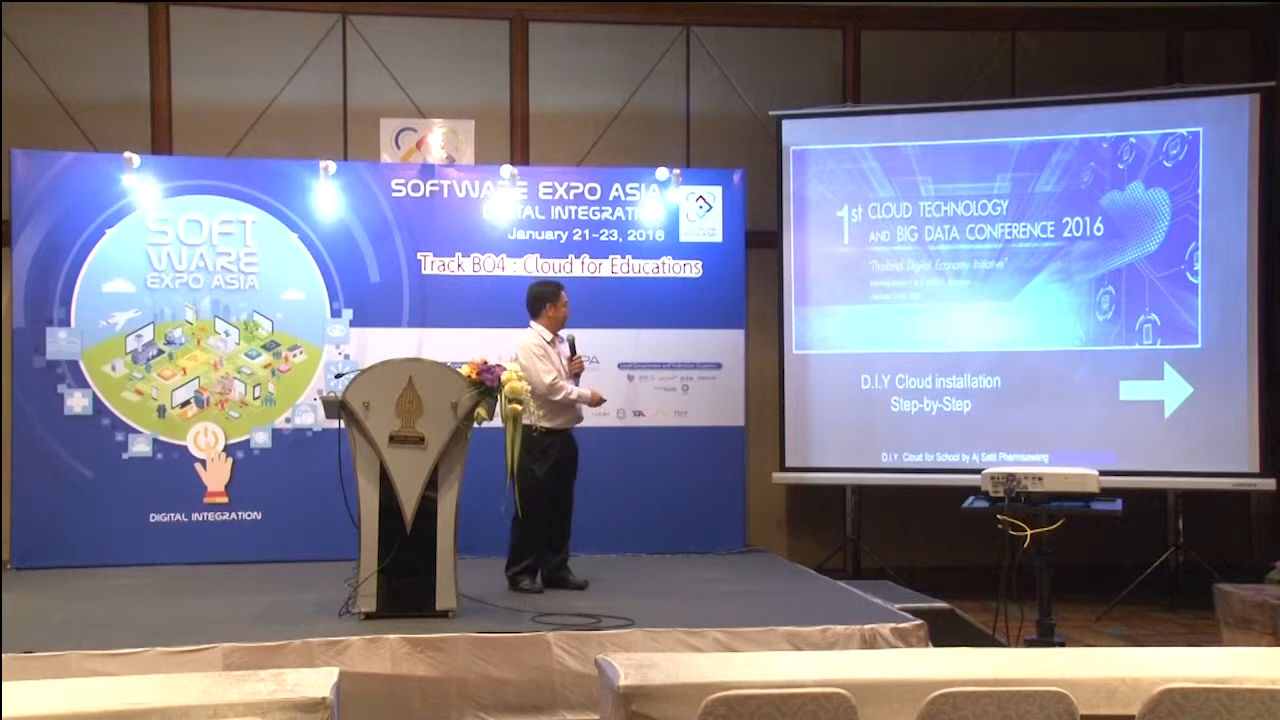 SOFTWARE EXPO ASIA
DIGITAL INTEGRATION
January 21-23, 2016
Track B04 : Cloud for Educations
SOFT
WARE
EXPO ASIA
DIGITAL INTEGRATION
1st CLOUD TECHNOLOGY
AND BIG DATA CONFERENCE 2016
"Thailand Digital Economy Initiative"
D.I.Y Cloud installation
Step-by-Step
D.I.Y. Cloud for School by Aj Satit Phermsawang